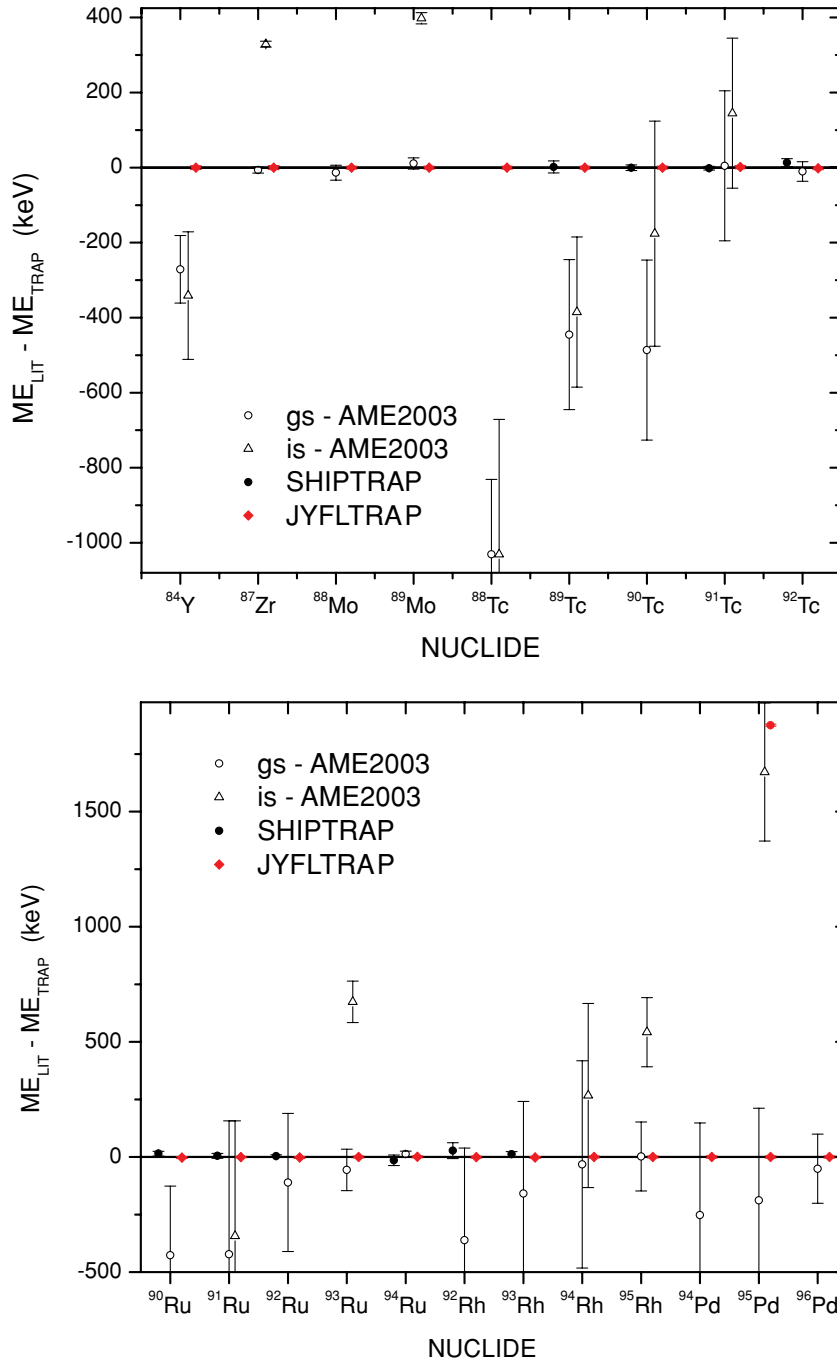 400
200
0
-200
-400
-600
-800
-1000
ME_LIT - ME_TRAP (keV)
gs - AME2003
is - AME2003
SHIPTRAP
JYFLTRAP
⁸⁴Y ⁸⁷Zr ⁸⁸Mo ⁸⁹Mo ⁸⁸Tc ⁸⁹Tc ⁹⁰Tc ⁹¹Tc ⁹²Tc
NUCLIDE
1500
1000
500
0
-500
ME_LIT - ME_TRAP (keV)
gs - AME2003
is - AME2003
SHIPTRAP
JYFLTRAP
⁹⁰Ru ⁹¹Ru ⁹²Ru ⁹³Ru ⁹⁴Ru ⁹²Rh ⁹³Rh ⁹⁴Rh ⁹⁵Rh ⁹⁴Pd ⁹⁵Pd ⁹⁶Pd
NUCLIDE